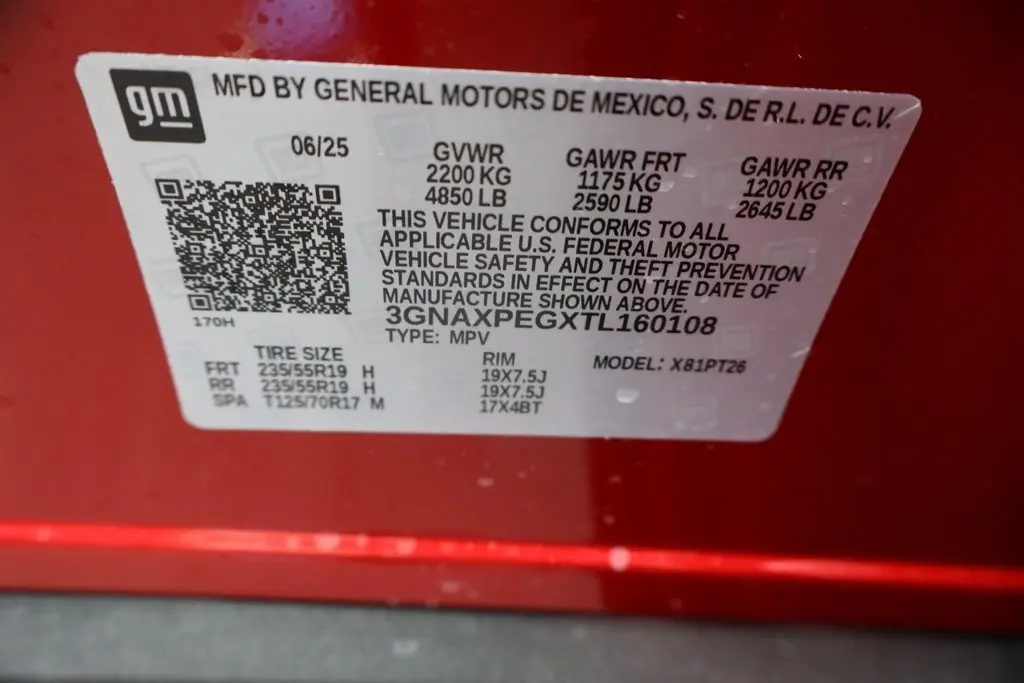 gm
MFD BY GENERAL MOTORS DE MEXICO, S. DE R.L. DE C.V.
06/25
GVWR GAWR FRT GAWR RR
2200 KG 1175 KG 1200 KG
4850 LB 2590 LB 2645 LB
THIS VEHICLE CONFORMS TO ALL
APPLICABLE U.S. FEDERAL MOTOR
VEHICLE SAFETY AND THEFT PREVENTION
STANDARDS IN EFFECT ON THE DATE OF
MANUFACTURE SHOWN ABOVE.
170H
3GNAXPEGXTL160108
TYPE: MPV
TIRE SIZE RIM MODEL: X81PT26
FRT 235/55R19 H 19X7.5J
RR 235/55R19 H 19X7.5J
SPA T125/70R17 M 17X4BT